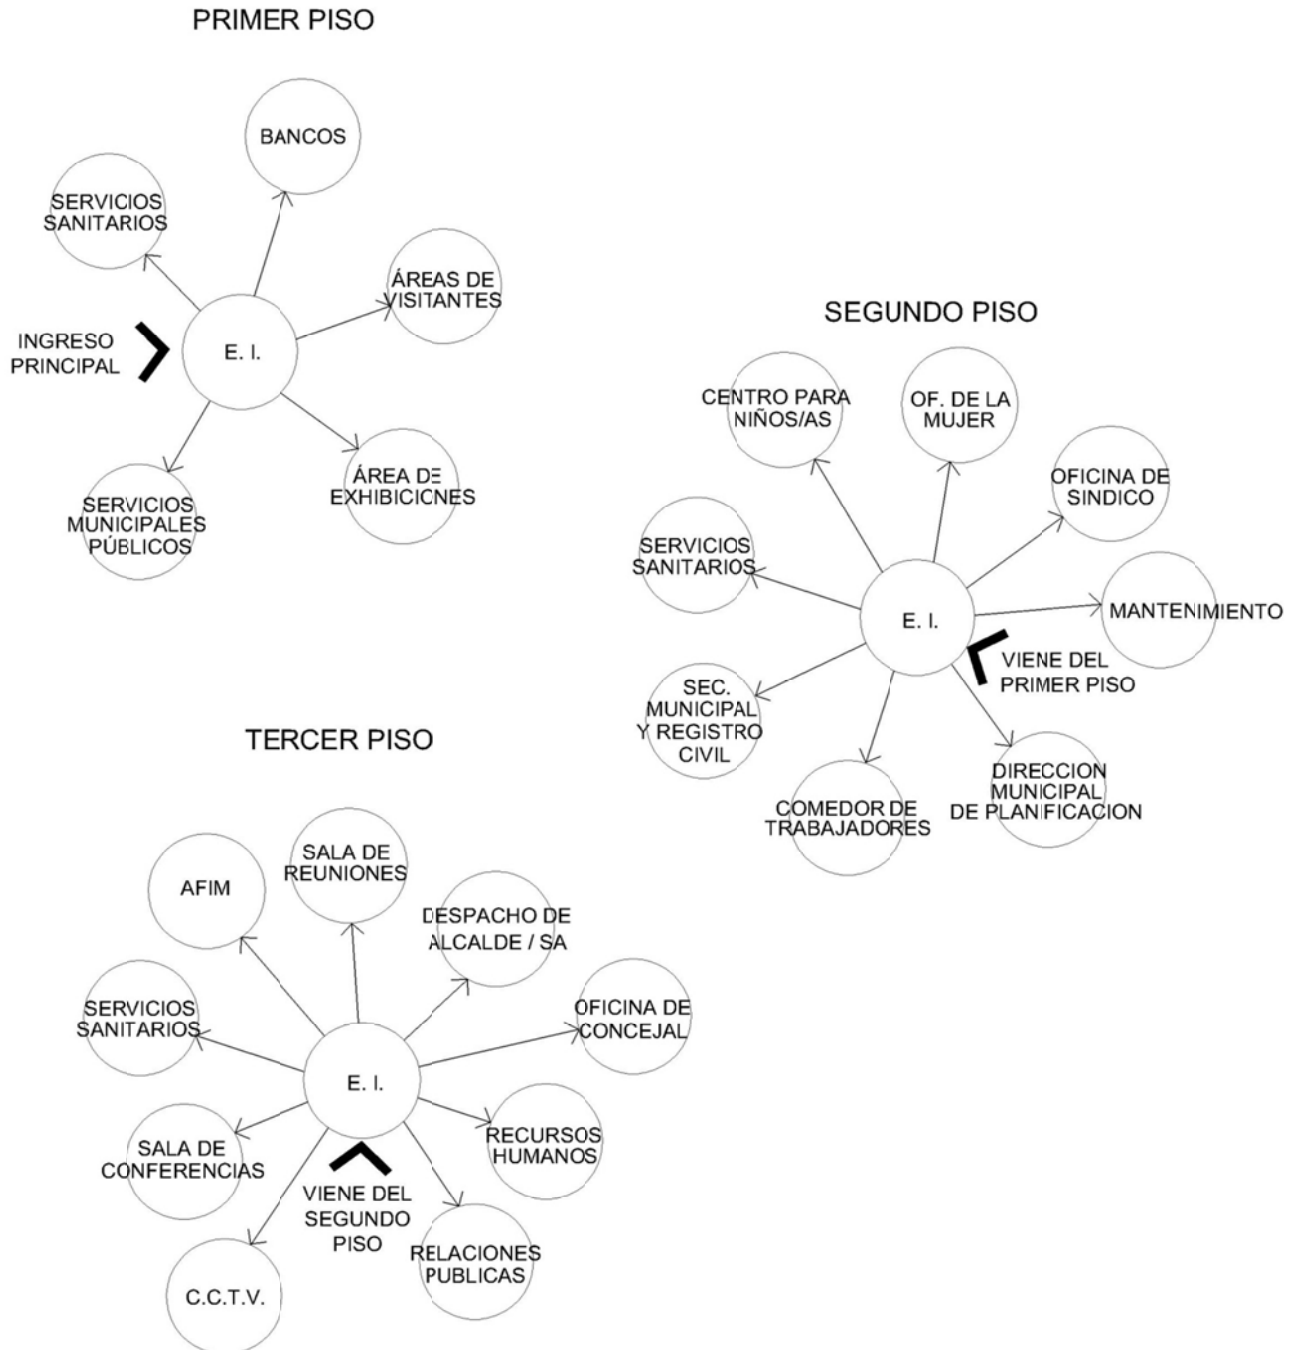 PRIMER PISO
BANCOS
SERVICIOS
SANITARIOS
ÁREAS DE
VISITANTES
INGRESO
PRINCIPAL
E. I.
ÁREA DE
EXHIBICIONES
SERVICIOS
MUNICIPALES
PÚBLICOS
SEGUNDO PISO
CENTRO PARA
NIÑOS/AS
OF. DE LA
MUJER
OFICINA DE
SINDICO
SERVICIOS
SANITARIOS
MANTENIMIENTO
E. I.
VIENE DEL
PRIMER PISO
SEC.
MUNICIPAL
Y REGISTRO
CIVIL
DIRECCION
MUNICIPAL
DE PLANIFICACION
COMEDOR DE
TRABAJADORES
TERCER PISO
SALA DE
REUNIONES
AFIM
DESPACHO DE
ALCALDE / SA
SERVICIOS
SANITARIOS
OFICINA DE
CONCEJAL
E. I.
RECURSOS
HUMANOS
SALA DE
CONFERENCIAS
VIENE DEL
SEGUNDO
PISO
RELACIONES
PUBLICAS
C.C.T.V.